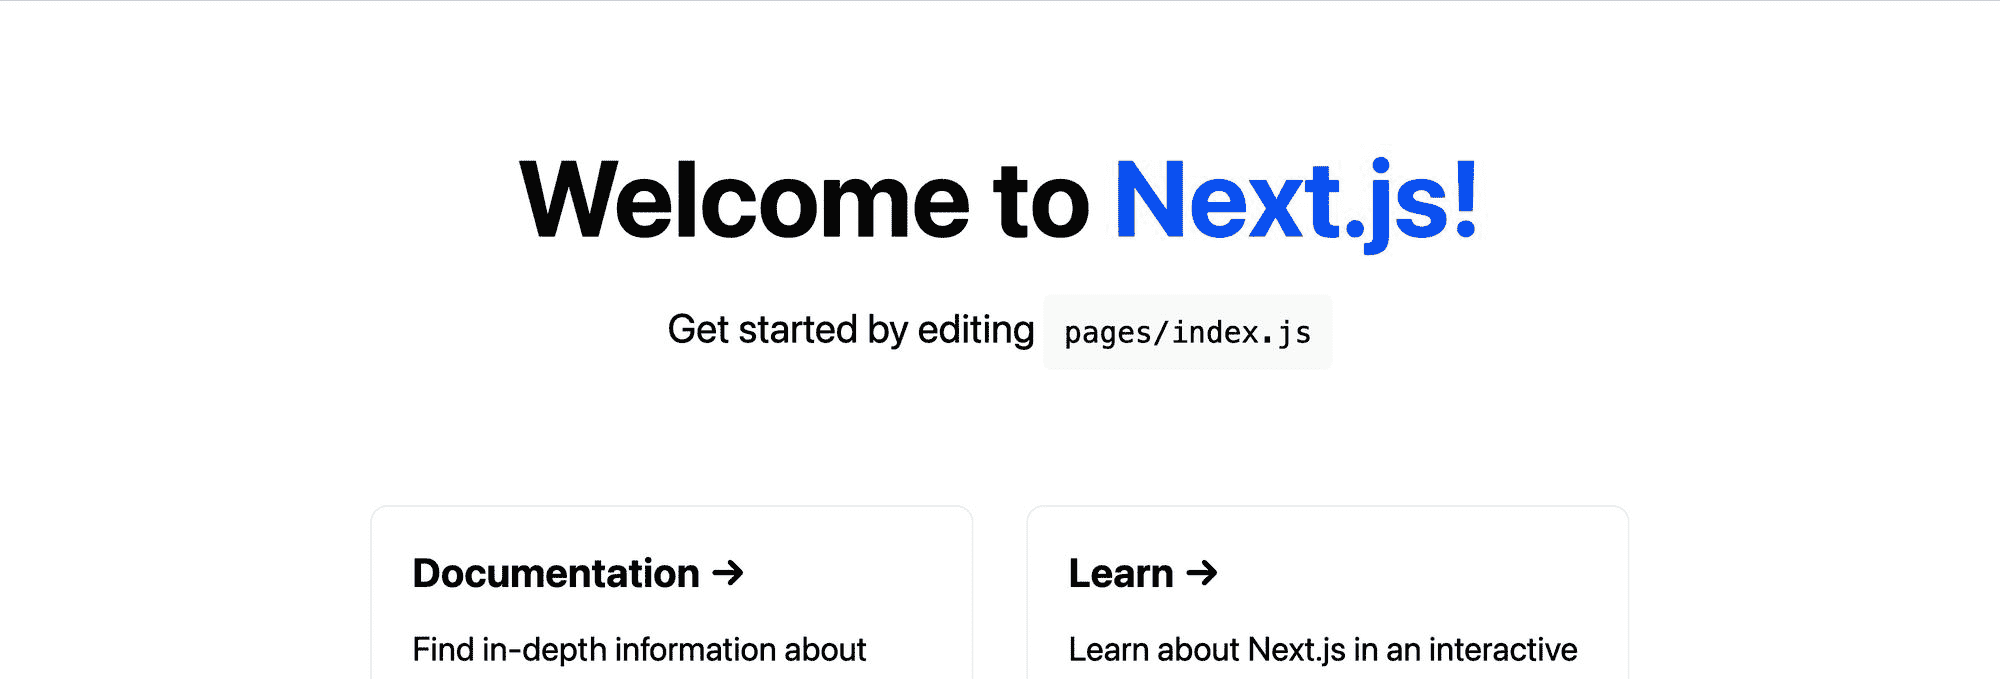 Welcome to Next.js!
Get started by editing pages/index.js
Documentation →
Find in-depth information about
Learn →
Learn about Next.js in an interactive